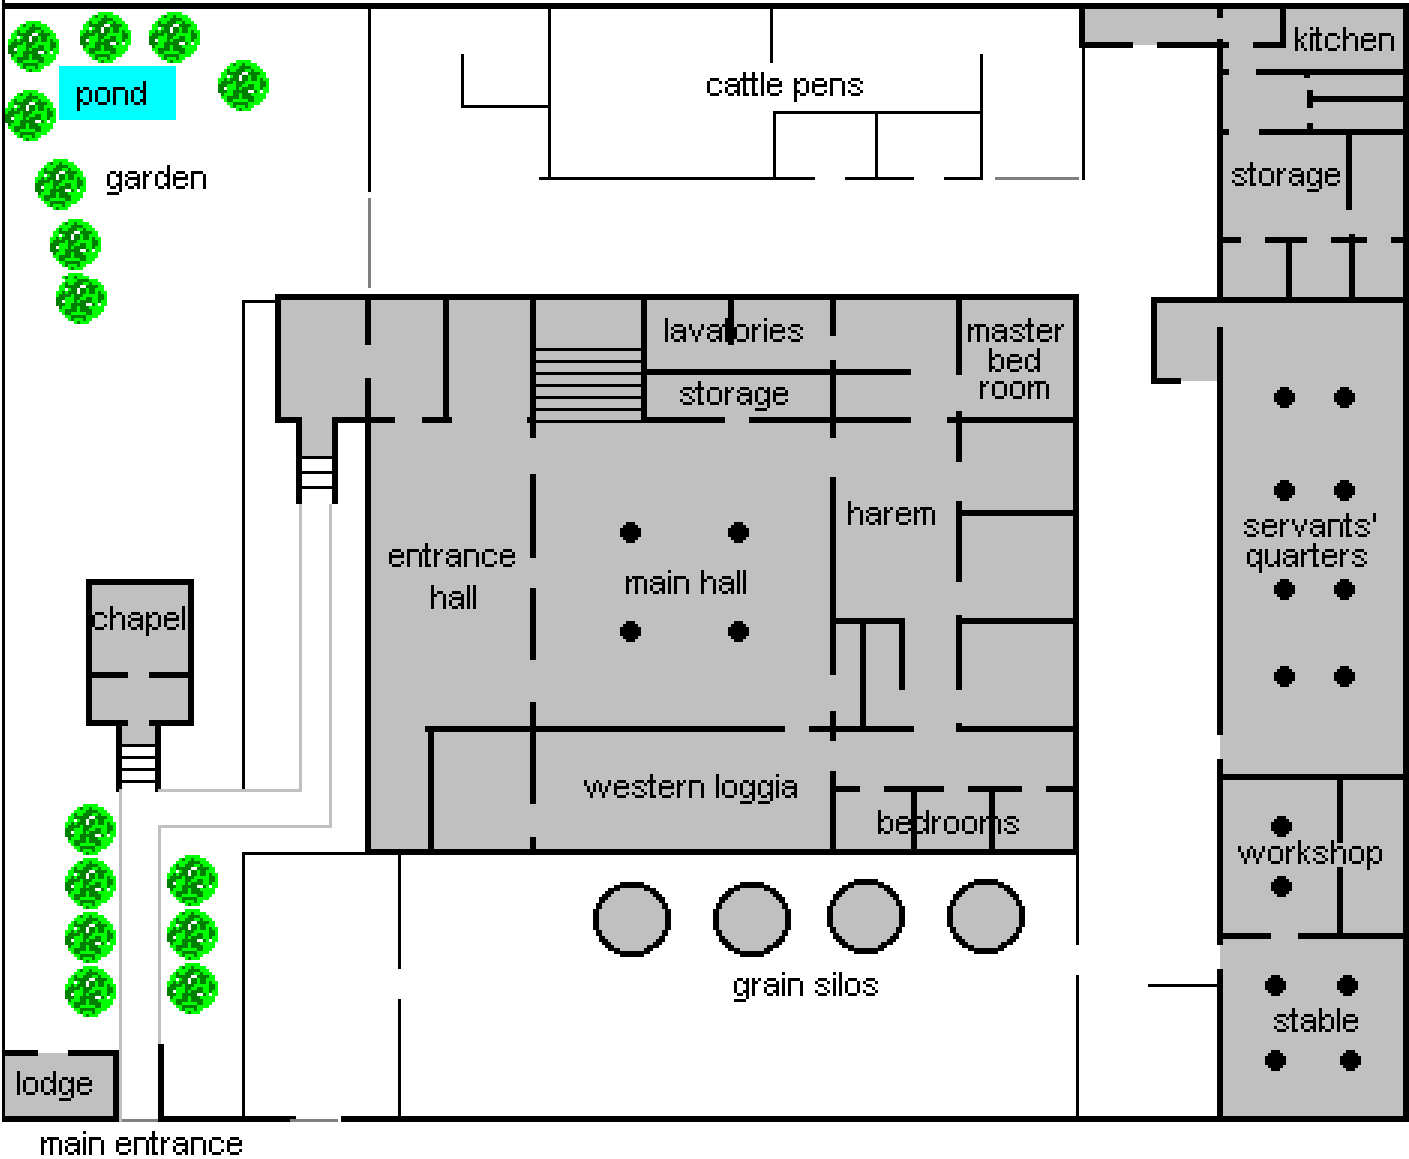 kitchen
cattle pens
pond
garden
storage
lavatories
master
bed
room
storage
harem
servants'
quarters
entrance
hall
main hall
chapel
western loggia
bedrooms
workshop
grain silos
stable
lodge
main entrance